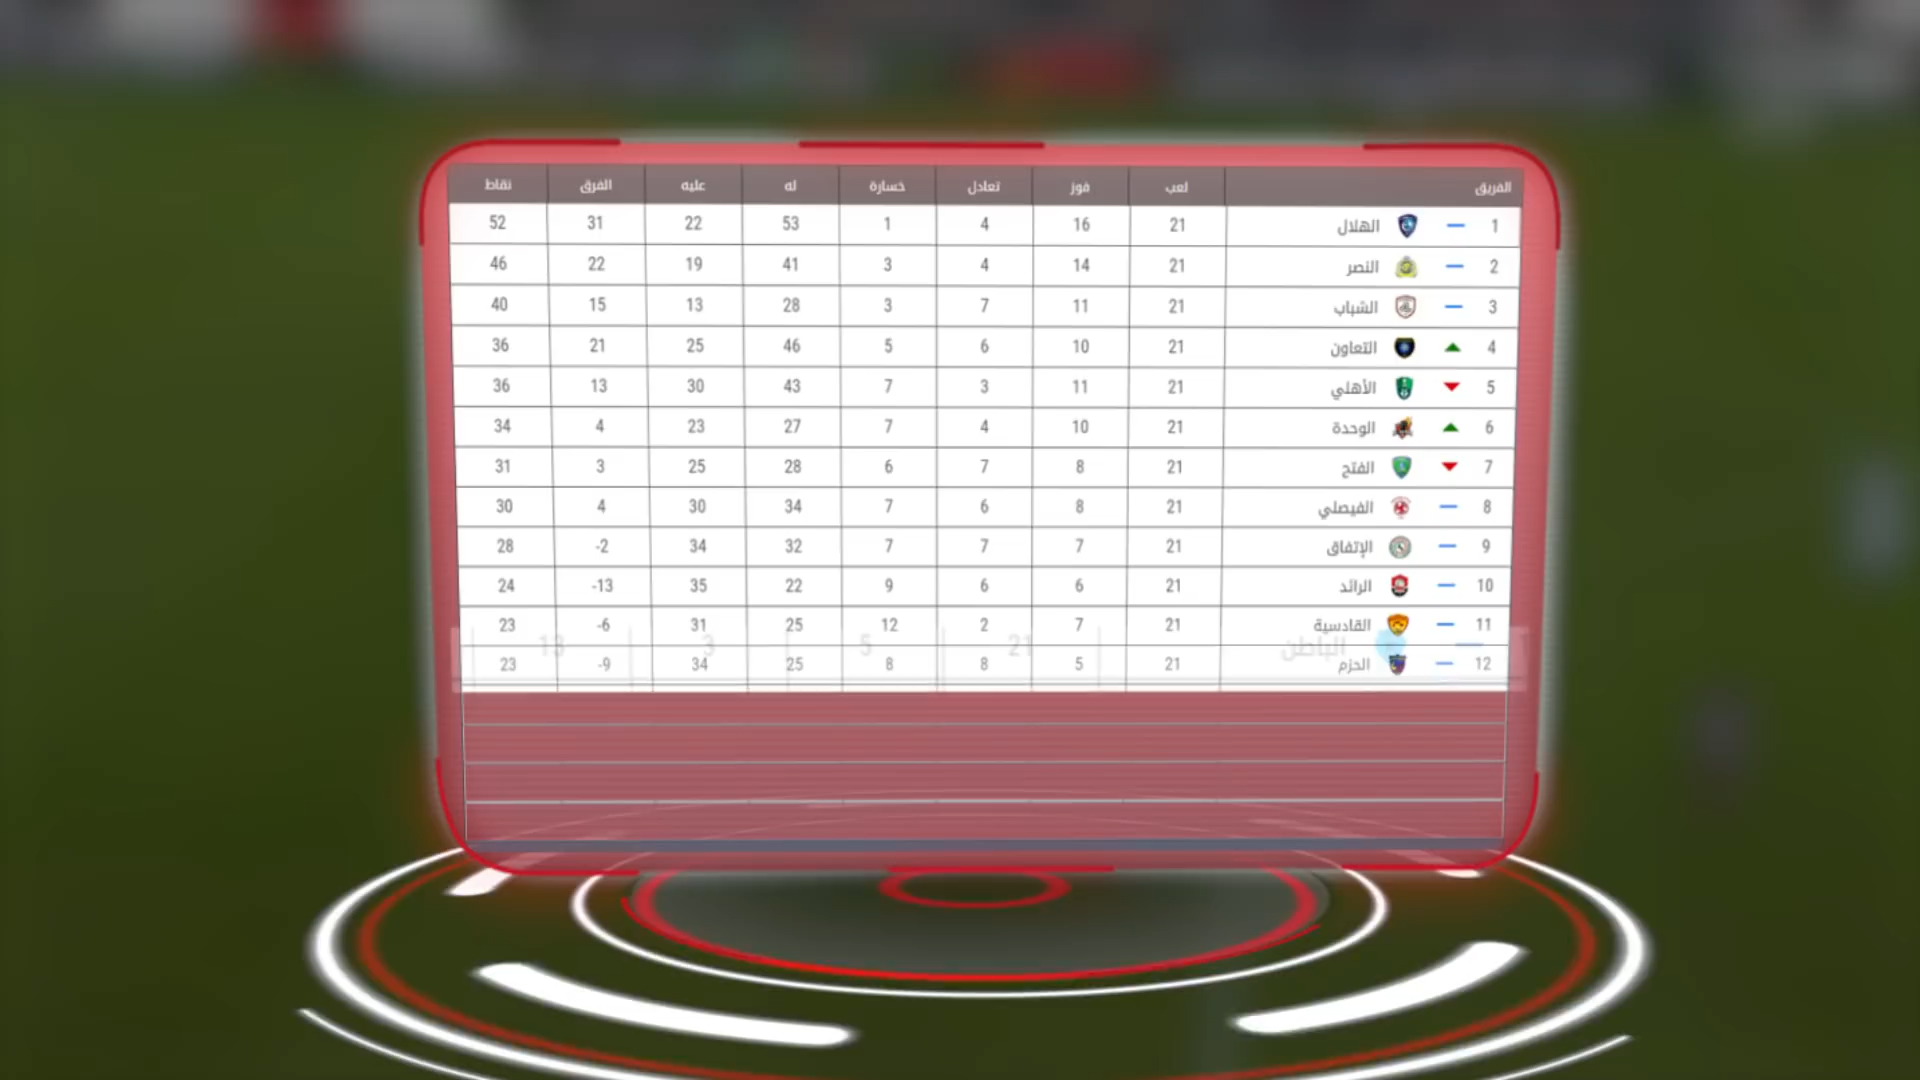 الفريق لعب فوز تعادل خسارة له عليه الفرق نقاط
1 الهلال 21 16 4 1 53 22 31 52
2 النصر 21 14 4 3 41 19 22 46
3 الشباب 21 11 7 3 28 13 15 40
4 التعاون 21 10 6 5 46 25 21 36
5 الأهلي 21 11 3 7 43 30 13 36
6 الوحدة 21 10 4 7 27 23 4 34
7 الفتح 21 8 7 6 28 25 3 31
8 الفيصلي 21 8 6 7 34 30 4 30
9 الإتفاق 21 7 7 7 32 34 -2 28
10 الرائد 21 6 6 9 22 35 -13 24
11 القادسية 21 7 2 12 25 31 -6 23
الباطن 21 5 3 13
12 الحزم 21 5 8 8 25 34 -9 23